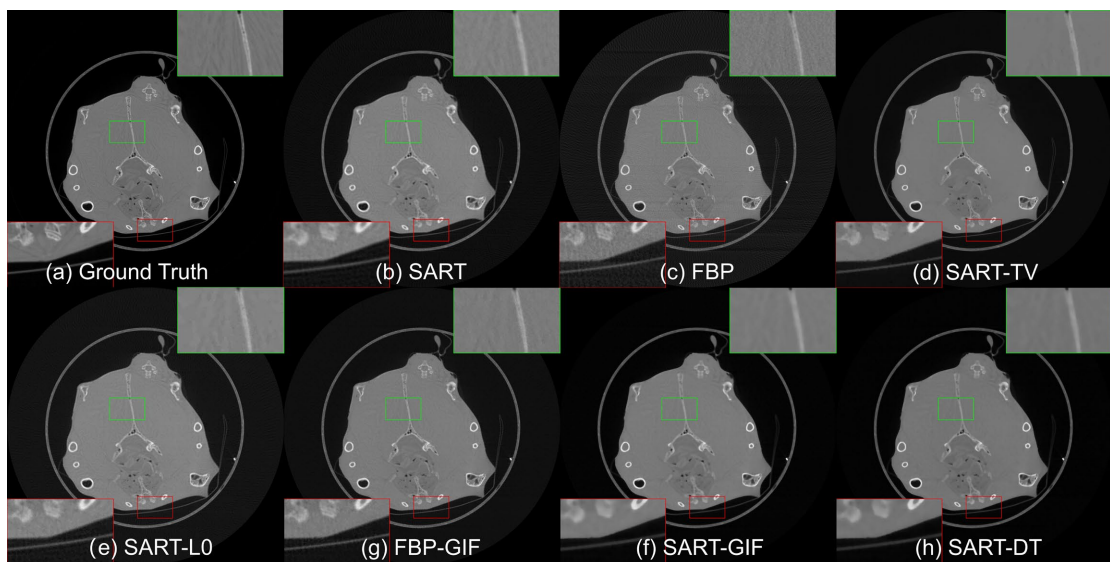 (a) Ground Truth
(b) SART
(c) FBP
(d) SART-TV
(e) SART-L0
(g) FBP-GIF
(f) SART-GIF
(h) SART-DT